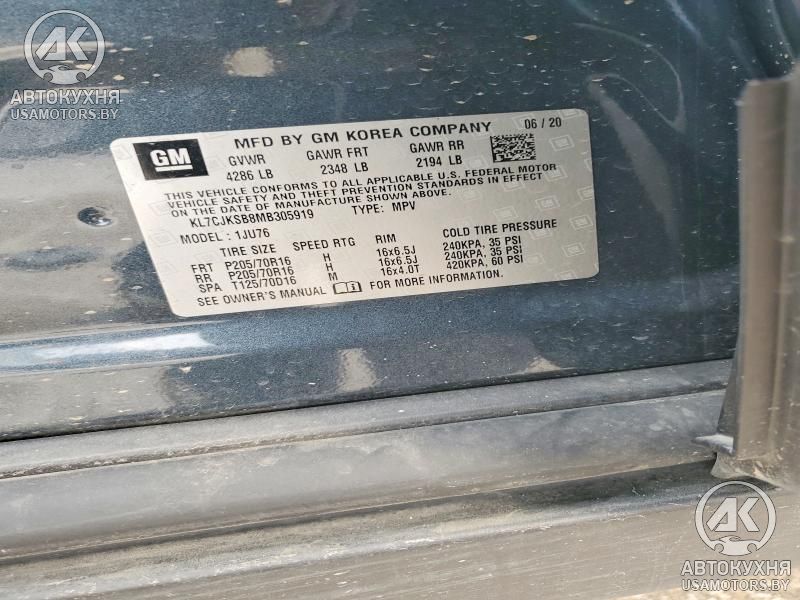 AK
АВТОКУХНЯ
USAMOTORS.BY
GM
MFD BY GM KOREA COMPANY 06 / 20
GVWR GAWR FRT GAWR RR
4286 LB 2348 LB 2194 LB
THIS VEHICLE CONFORMS TO ALL APPLICABLE U.S. FEDERAL MOTOR
VEHICLE SAFETY AND THEFT PREVENTION STANDARDS IN EFFECT
ON THE DATE OF MANUFACTURE SHOWN ABOVE.
KL7CJKSB8MB305919 TYPE: MPV
MODEL: 1JU76
TIRE SIZE SPEED RTG RIM COLD TIRE PRESSURE
FRT P205/70R16 H 16x6.5J 240KPA, 35 PSI
RR P205/70R16 H 16x6.5J 240KPA, 35 PSI
SPA T125/70D16 M 16x4.0T 420KPA, 60 PSI
SEE OWNER'S MANUAL FOR MORE INFORMATION
AK
АВТОКУХНЯ
USAMOTORS.BY